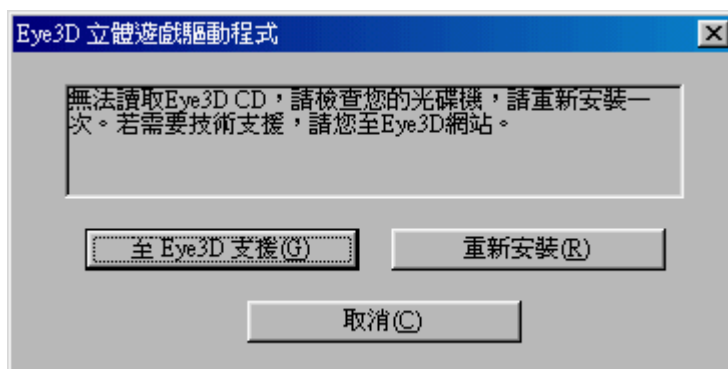 Eye3D 立體遊戲驅動程式
無法讀取Eye3D CD，請檢查您的光碟機，請重新安裝一
次。若需要技術支援，請您至Eye3D網站。
至 Eye3D 支援(G)
重新安裝(R)
取消(C)